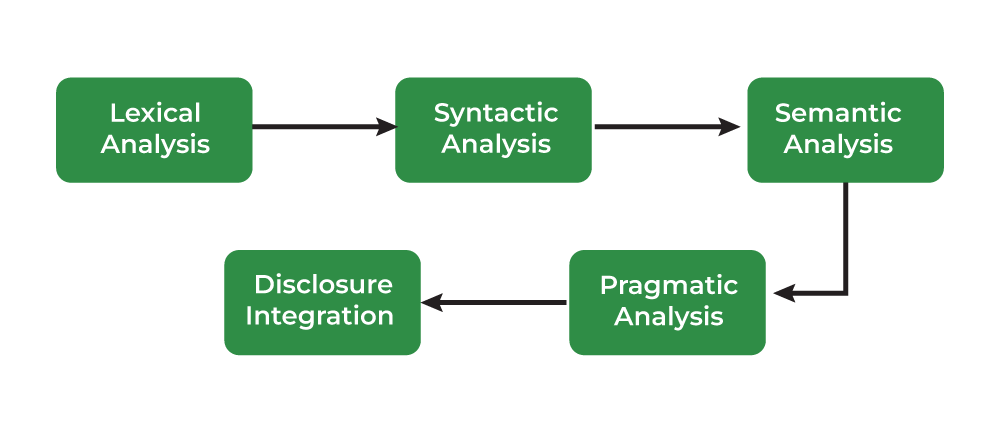 Lexical
Analysis
Syntactic
Analysis
Semantic
Analysis
Pragmatic
Analysis
Disclosure
Integration